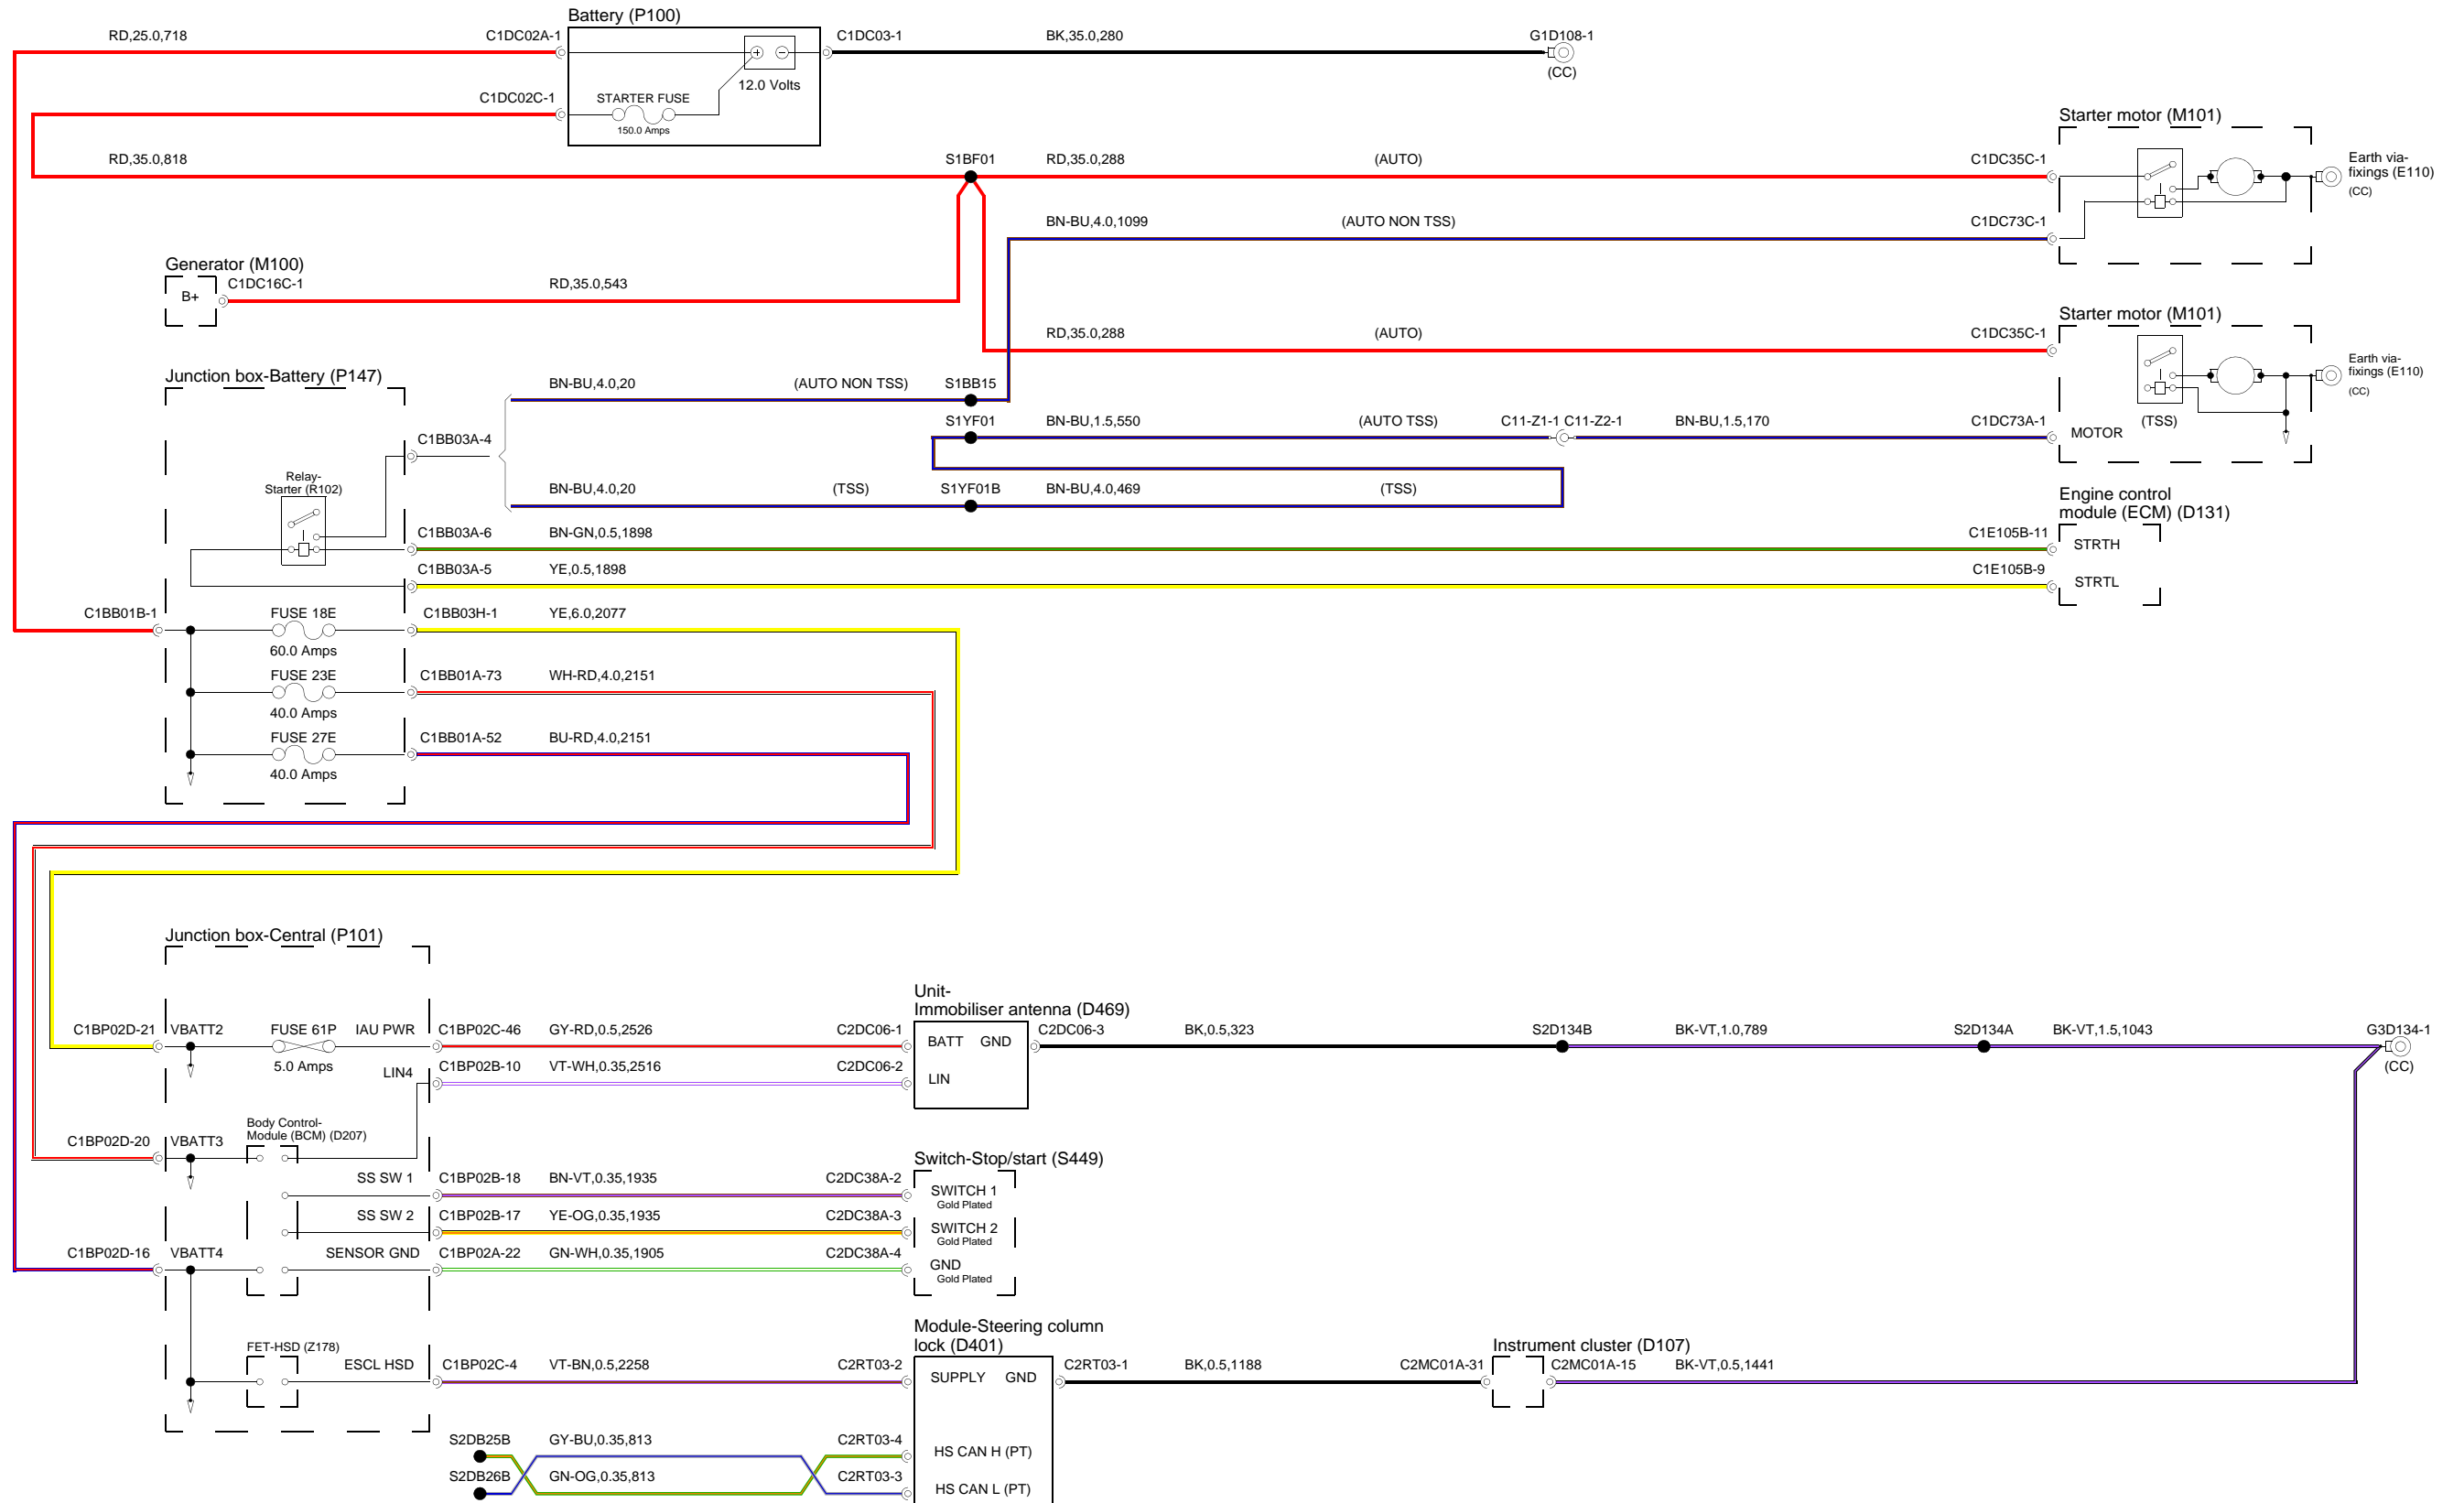 Battery (P100)
RD,25.0,718
C1DC02A-1
C1DC03-1
BK,35.0,280
G1D108-1
(CC)
12.0 Volts
C1DC02C-1
STARTER FUSE
150.0 Amps
Starter motor (M101)
RD,35.0,818
S1BF01
RD,35.0,288
(AUTO)
C1DC35C-1
Earth via-
fixings (E110)
(CC)
BN-BU,4.0,1099
(AUTO NON TSS)
C1DC73C-1
Generator (M100)
B+
C1DC16C-1
RD,35.0,543
Starter motor (M101)
RD,35.0,288
(AUTO)
C1DC35C-1
Earth via-
fixings (E110)
(CC)
Junction box-Battery (P147)
BN-BU,4.0,20
(AUTO NON TSS)
S1BB15
S1YF01
BN-BU,1.5,550
(AUTO TSS)
C11-Z1-1 C11-Z2-1
BN-BU,1.5,170
C1DC73A-1
MOTOR
(TSS)
C1BB03A-4
Relay-
Starter (R102)
BN-BU,4.0,20
(TSS)
S1YF01B
BN-BU,4.0,469
(TSS)
Engine control
module (ECM) (D131)
C1BB03A-6
BN-GN,0.5,1898
C1E105B-11
STRTH
C1BB03A-5
YE,0.5,1898
C1E105B-9
STRTL
C1BB01B-1
FUSE 18E
60.0 Amps
C1BB03H-1
YE,6.0,2077
FUSE 23E
40.0 Amps
C1BB01A-73
WH-RD,4.0,2151
FUSE 27E
40.0 Amps
C1BB01A-52
BU-RD,4.0,2151
Junction box-Central (P101)
Unit-
Immobiliser antenna (D469)
C1BP02D-21
VBATT2
FUSE 61P
5.0 Amps
IAU PWR
C1BP02C-46
GY-RD,0.5,2526
C2DC06-1
BATT
GND
C2DC06-3
BK,0.5,323
S2D134B
BK-VT,1.0,789
S2D134A
BK-VT,1.5,1043
G3D134-1
(CC)
LIN4
C1BP02B-10
VT-WH,0.35,2516
C2DC06-2
LIN
Body Control-
Module (BCM) (D207)
C1BP02D-20
VBATT3
Switch-Stop/start (S449)
SS SW 1
C1BP02B-18
BN-VT,0.35,1935
C2DC38A-2
SWITCH 1
Gold Plated
SS SW 2
C1BP02B-17
YE-OG,0.35,1935
C2DC38A-3
SWITCH 2
Gold Plated
C1BP02D-16
VBATT4
SENSOR GND
C1BP02A-22
GN-WH,0.35,1905
C2DC38A-4
GND
Gold Plated
Module-Steering column
lock (D401)
Instrument cluster (D107)
FET-HSD (Z178)
ESCL HSD
C1BP02C-4
VT-BN,0.5,2258
C2RT03-2
SUPPLY
GND
C2RT03-1
BK,0.5,1188
C2MC01A-31
C2MC01A-15
BK-VT,0.5,1441
S2DB25B
GY-BU,0.35,813
C2RT03-4
HS CAN H (PT)
S2DB26B
GN-OG,0.35,813
C2RT03-3
HS CAN L (PT)